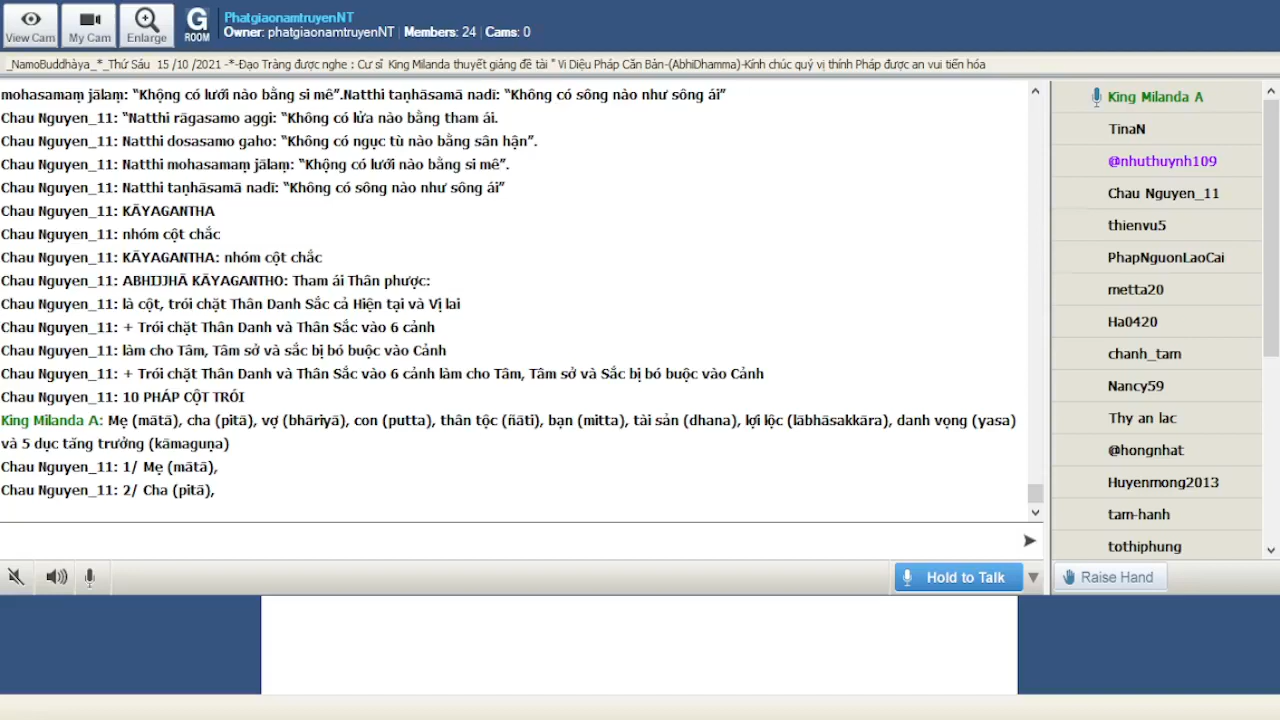 PhatgiaonamtruyenNT
Owner: phatgiaonamtruyenNT | Members: 24 | Cams: 0
View Cam
My Cam
Enlarge
G
ROOM
_NamoBuddhàya_*_Thứ Sáu 15 /10 /2021 -*-Đạo Tràng được nghe : Cư sĩ King Milanda thuyết giảng đề tài " Vi Diệu Pháp Căn Bản-(AbhiDhamma)-Kính chúc quý vị thính Pháp được an vui tiến hóa
mohasamaṃ jālaṃ: “Không có lưới nào bằng si mê”.Natthi taṇhāsamā nadī: “Không có sông nào như sông ái”
Chau Nguyen_11: “Natthi rāgasamo aggi: “Không có lửa nào bằng tham ái.
Chau Nguyen_11: Natthi dosasamo gaho: “Không có ngục tù nào bằng sân hận”.
Chau Nguyen_11: Natthi mohasamaṃ jālaṃ: “Không có lưới nào bằng si mê”.
Chau Nguyen_11: Natthi taṇhāsamā nadī: “Không có sông nào như sông ái”
Chau Nguyen_11: KĀYAGANTHA
Chau Nguyen_11: nhóm cột chắc
Chau Nguyen_11: KĀYAGANTHA: nhóm cột chắc
Chau Nguyen_11: ABHIJJHĀ KĀYAGANTHO: Tham ái Thân phược:
Chau Nguyen_11: là cột, trói chặt Thân Danh Sắc cả Hiện tại và Vị lai
Chau Nguyen_11: + Trói chặt Thân Danh và Thân Sắc vào 6 cảnh
Chau Nguyen_11: làm cho Tâm, Tâm sở và sắc bị bó buộc vào Cảnh
Chau Nguyen_11: + Trói chặt Thân Danh và Thân Sắc vào 6 cảnh làm cho Tâm, Tâm sở và Sắc bị bó buộc vào Cảnh
Chau Nguyen_11: 10 PHÁP CỘT TRÓI
King Milanda A: Mẹ (mātā), cha (pitā), vợ (bhāriyā), con (putta), thân tộc (ñāti), bạn (mitta), tài sản (dhana), lợi lộc (lābhāsakkāra), danh vọng (yasa)
và 5 dục tăng trưởng (kāmaguṇa)
Chau Nguyen_11: 1/ Mẹ (mātā),
Chau Nguyen_11: 2/ Cha (pitā),
King Milanda A
TinaN
@nhuthuynh109
Chau Nguyen_11
thienvu5
PhapNguonLaoCai
metta20
Ha0420
chanh_tam
Nancy59
Thy an lac
@hongnhat
Huyenmong2013
tam-hanh
tothiphung
Hold to Talk
Raise Hand